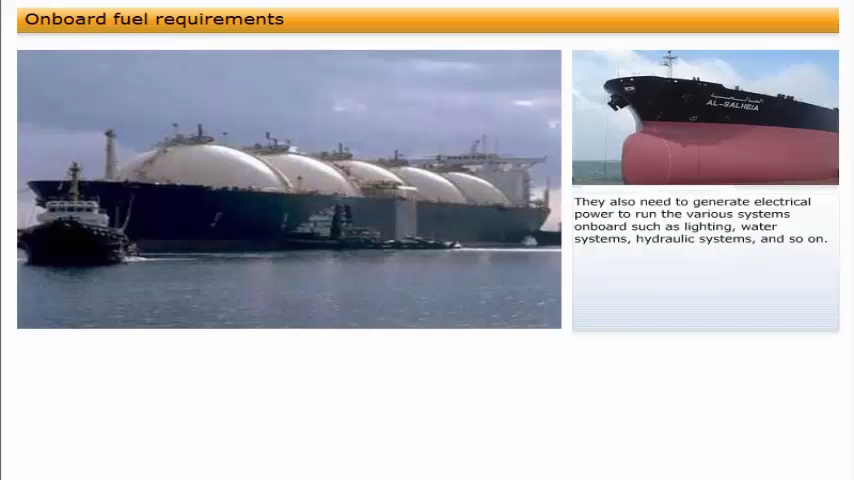 Onboard fuel requirements
AL-SALHEIA
They also need to generate electrical
power to run the various systems
onboard such as lighting, water
systems, hydraulic systems, and so on.